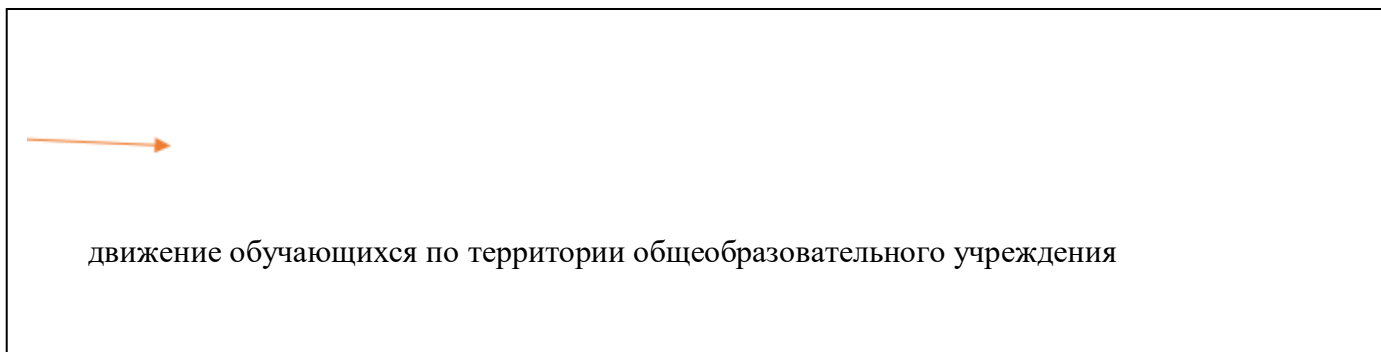 движение обучающихся по территории общеобразовательного учреждения